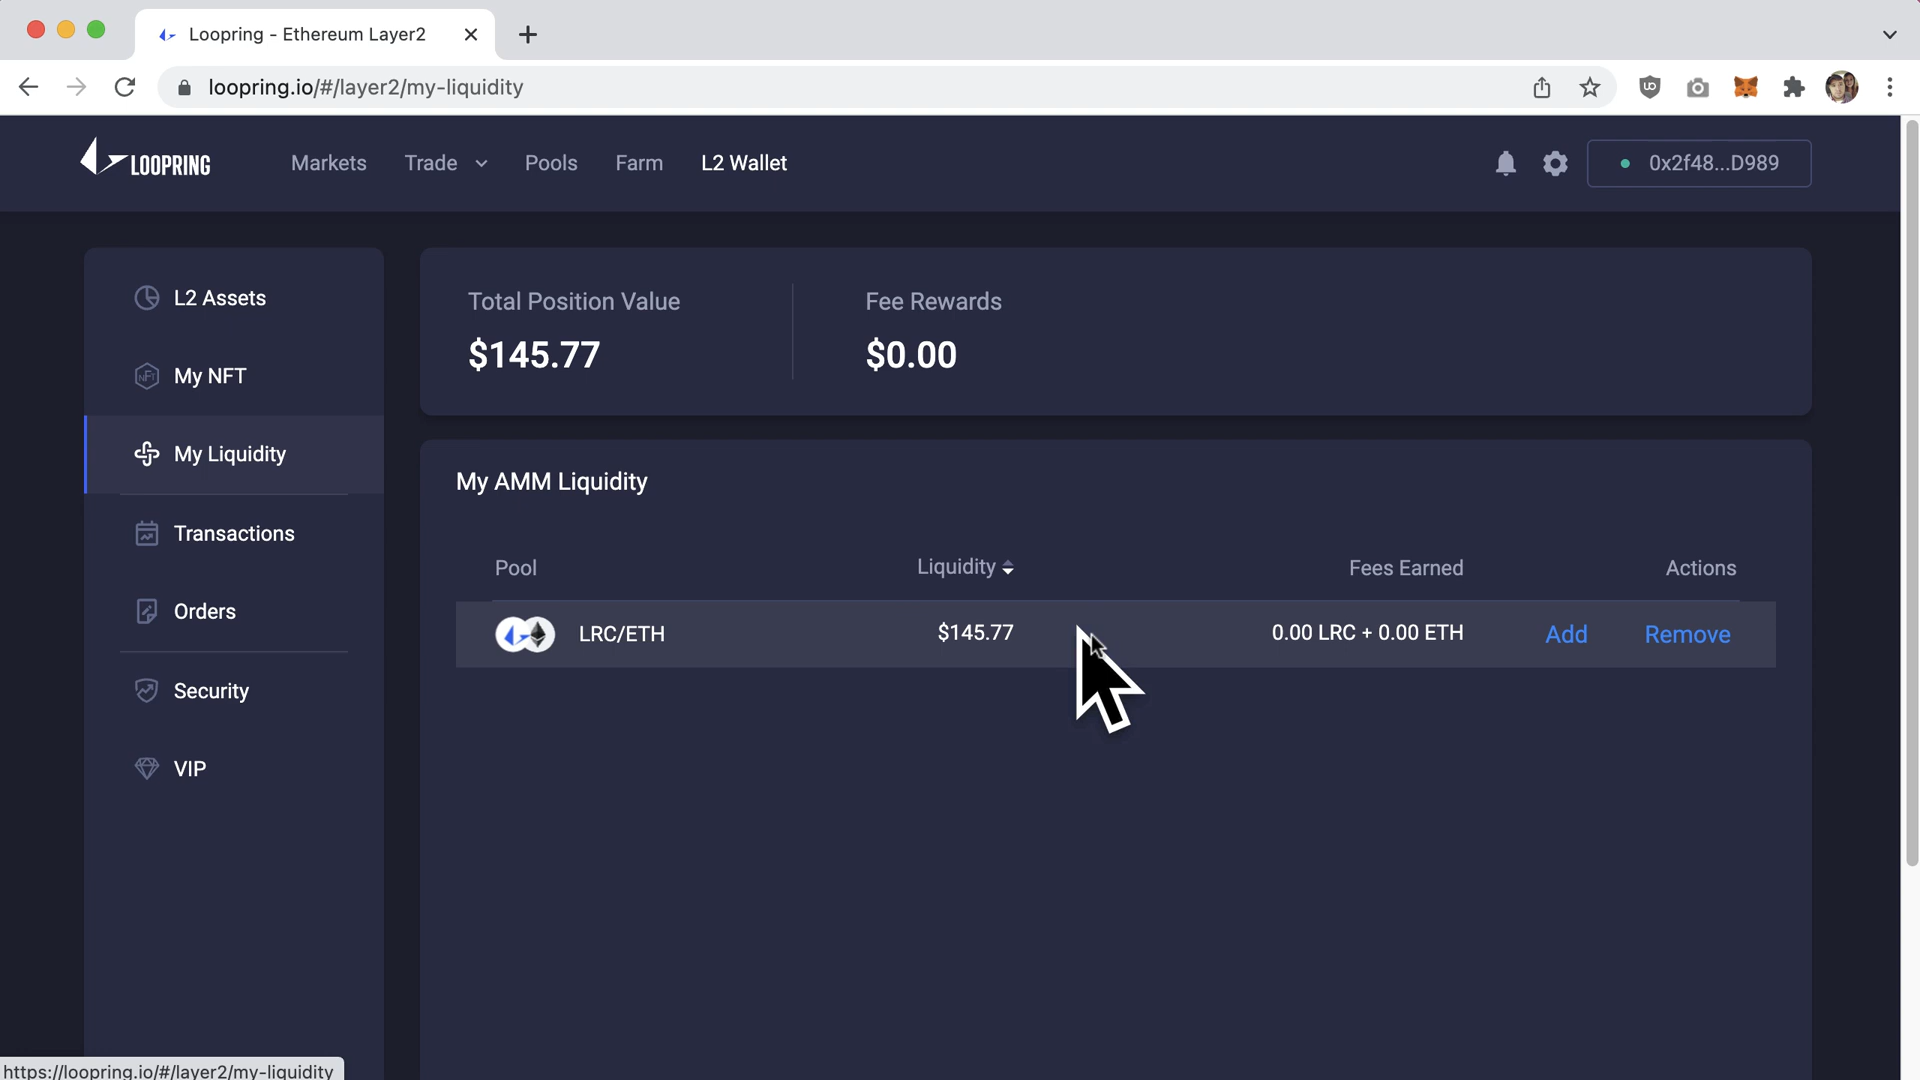 Loopring - Ethereum Layer2
loopring.io/#/layer2/my-liquidity
LOOPRING
Markets
Trade
Pools
Farm
L2 Wallet
0x2f48...D989
L2 Assets
NFT
My NFT
My Liquidity
Transactions
Orders
Security
VIP
Total Position Value
$145.77
Fee Rewards
$0.00
My AMM Liquidity
Pool
Liquidity
Fees Earned
Actions
LRC/ETH
$145.77
0.00 LRC + 0.00 ETH
Add
Remove
https://loopring.io/#/layer2/my-liquidity